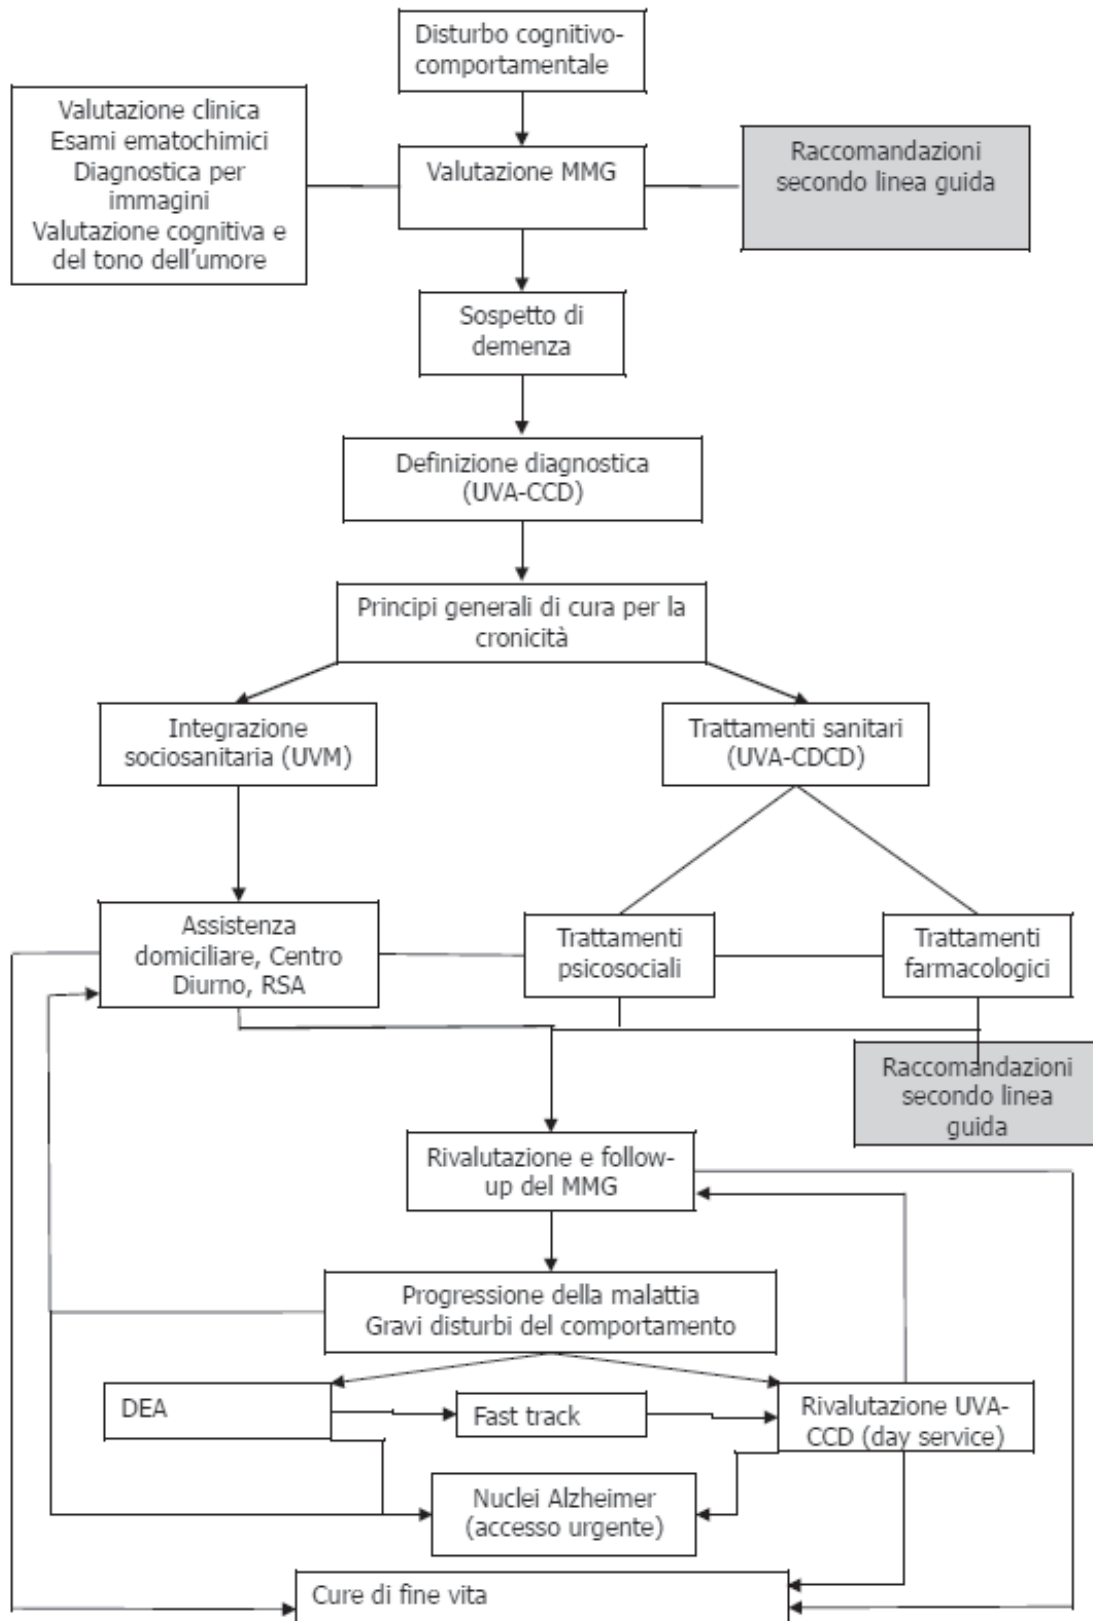 Disturbo cognitivo-
comportamentale
Valutazione clinica
Esami ematochimici
Diagnostica per
immagini
Valutazione cognitiva e
del tono dell'umore
Valutazione MMG
Raccomandazioni
secondo linea guida
Sospetto di
demenza
Definizione diagnostica
(UVA-CCD)
Principi generali di cura per la
cronicità
Integrazione
sociosanitaria (UVM)
Trattamenti sanitari
(UVA-CDCD)
Assistenza
domiciliare, Centro
Diurno, RSA
Trattamenti
psicosociali
Trattamenti
farmacologici
Raccomandazioni
secondo linea
guida
Rivalutazione e follow-
up del MMG
Progressione della malattia
Gravi disturbi del comportamento
DEA
Fast track
Rivalutazione UVA-
CCD (day service)
Nuclei Alzheimer
(accesso urgente)
Cure di fine vita